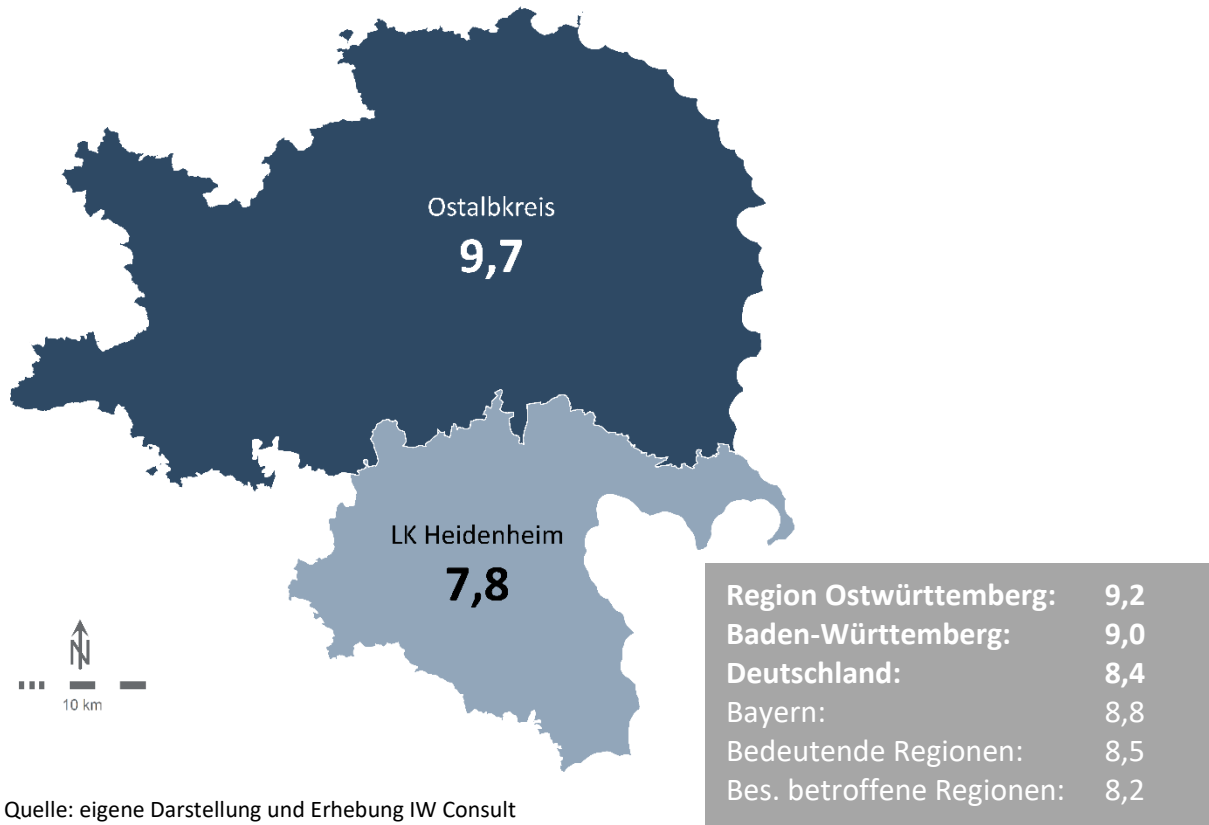 Ostalbkreis
9,7
LK Heidenheim
7,8
N
10 km
Region Ostwürttemberg: 9,2
Baden-Württemberg: 9,0
Deutschland: 8,4
Bayern: 8,8
Bedeutende Regionen: 8,5
Bes. betroffene Regionen: 8,2
Quelle: eigene Darstellung und Erhebung IW Consult